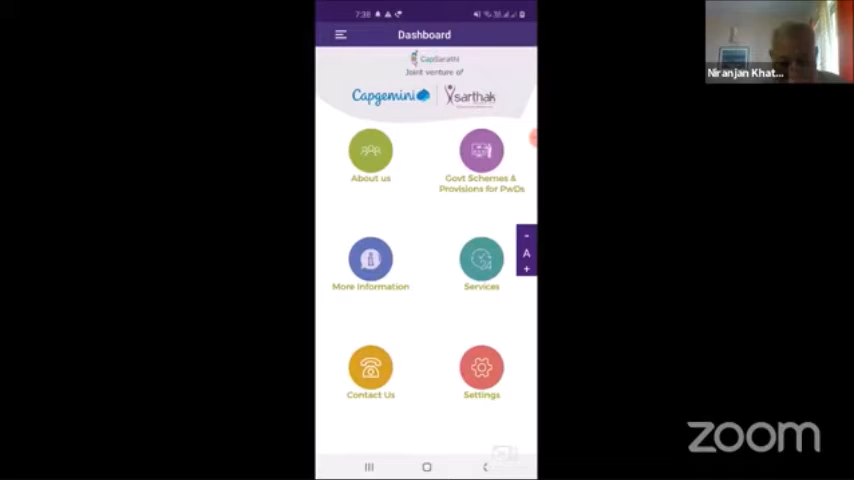 7:38
Dashboard
CapSarathi
Joint venture of
Capgemini
sarthak
About us
Govt Schemes &
Provisions for PwDs
-
A
+
More Information
Services
Contact Us
Settings
Niranjan Khat...
zoom